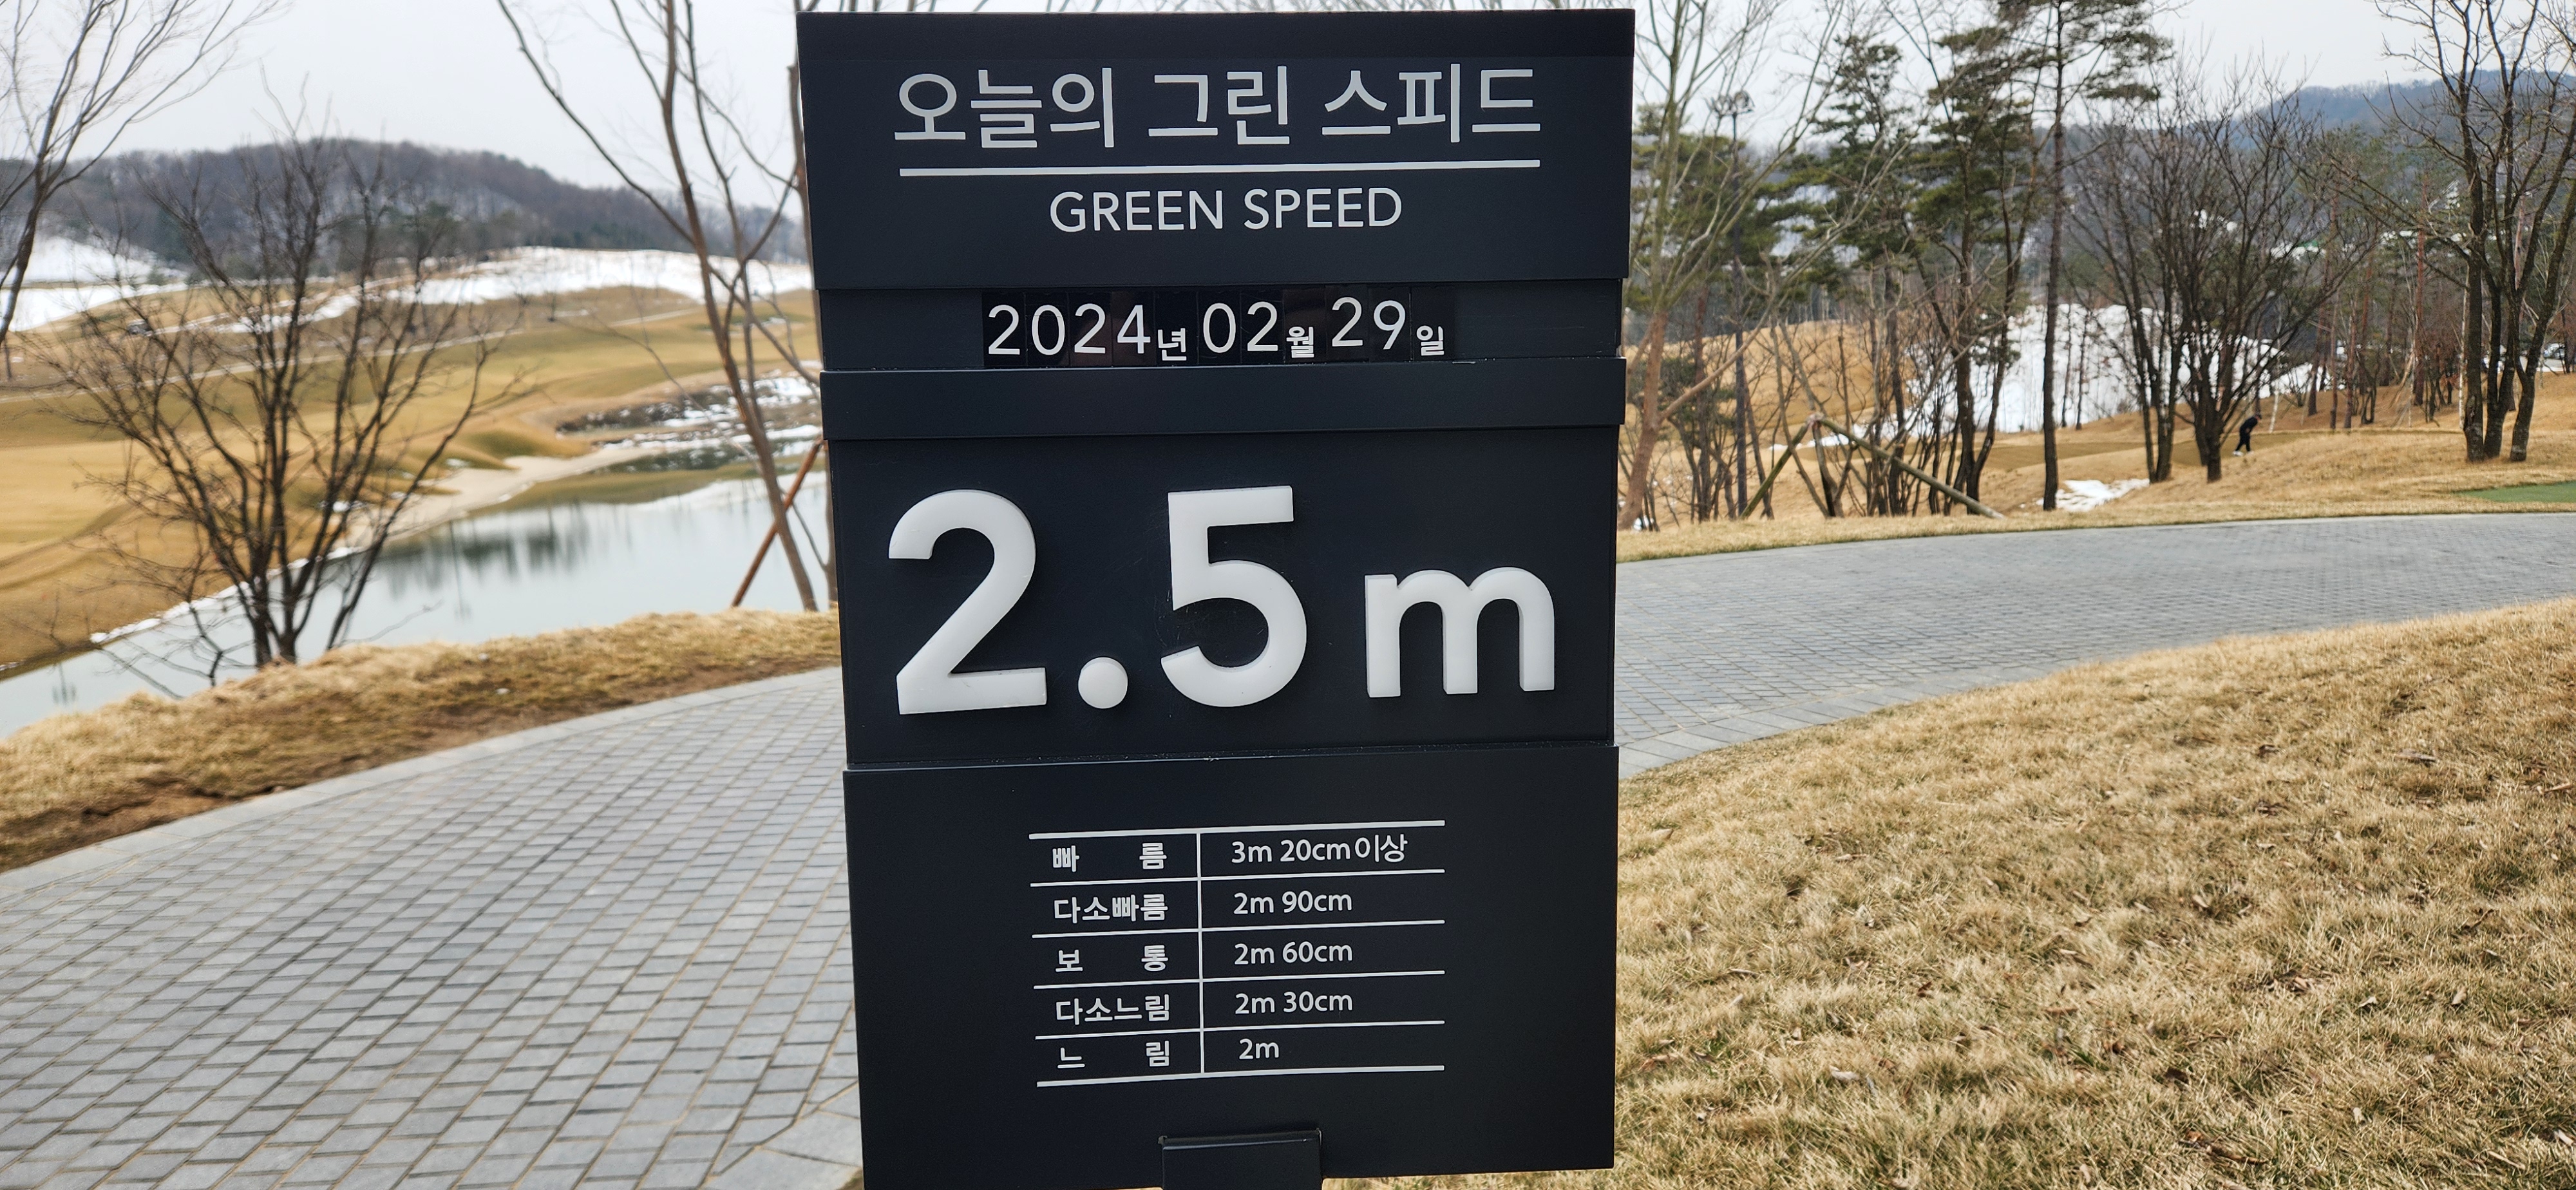 오늘의 그린 스피드
GREEN SPEED
2024년 02월 29일
2.5m
빠 름 3m 20cm이상
다소빠름 2m 90cm
보 통 2m 60cm
다소느림 2m 30cm
느 림 2m